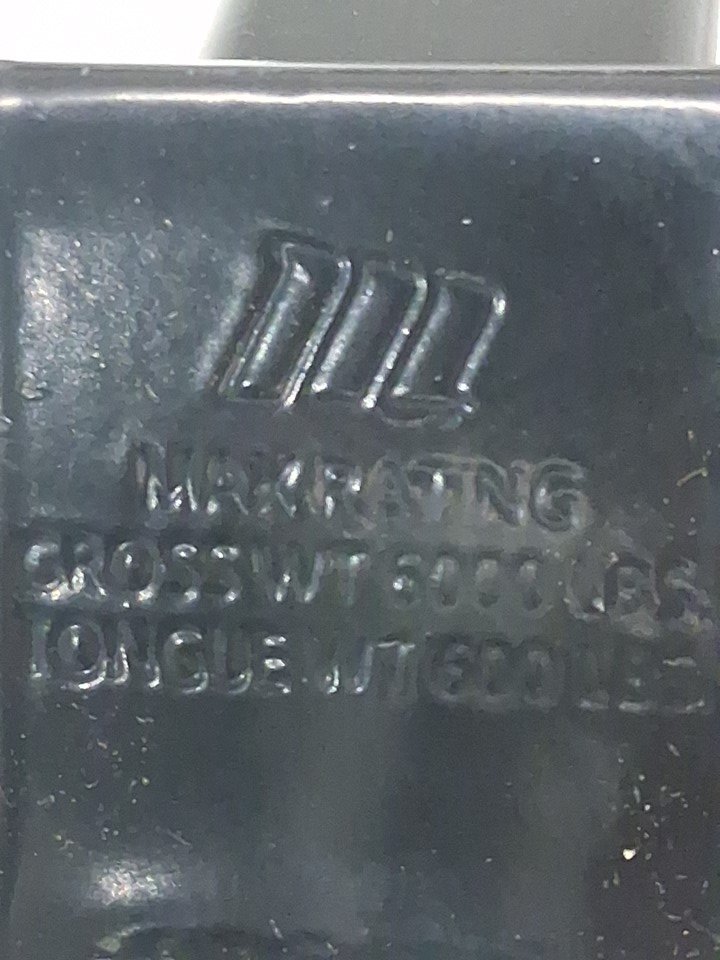 MAX RATING
GROSS WT 6000 LBS
TONGUE WT 600 LBS